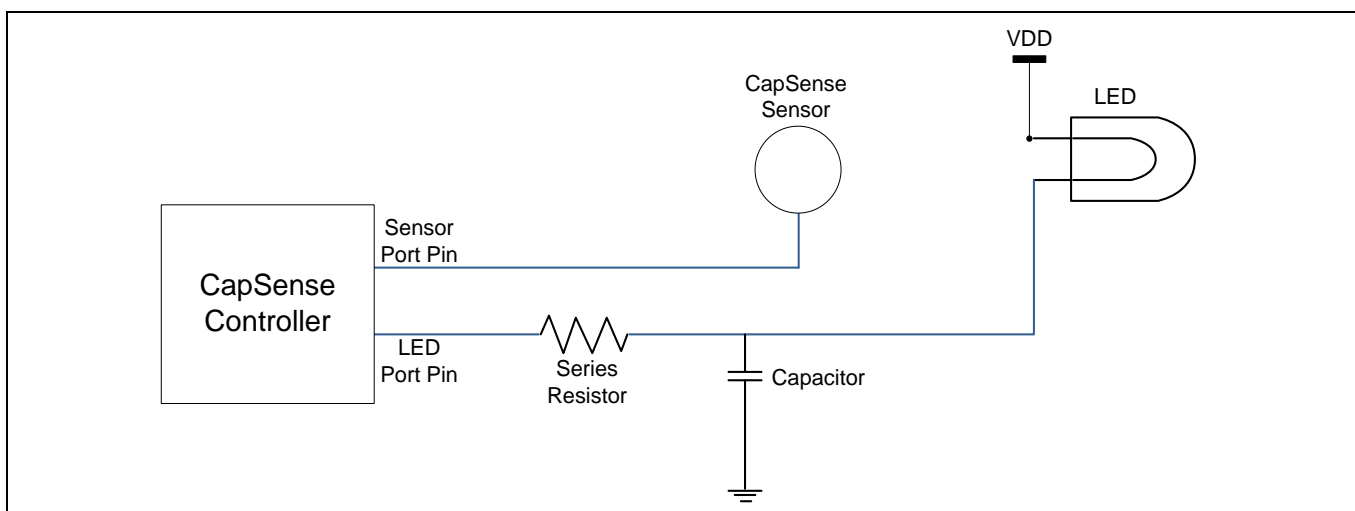 VDD
LED
CapSense
Sensor
Sensor
Port Pin
CapSense
Controller
LED
Port Pin
Series
Resistor
Capacitor